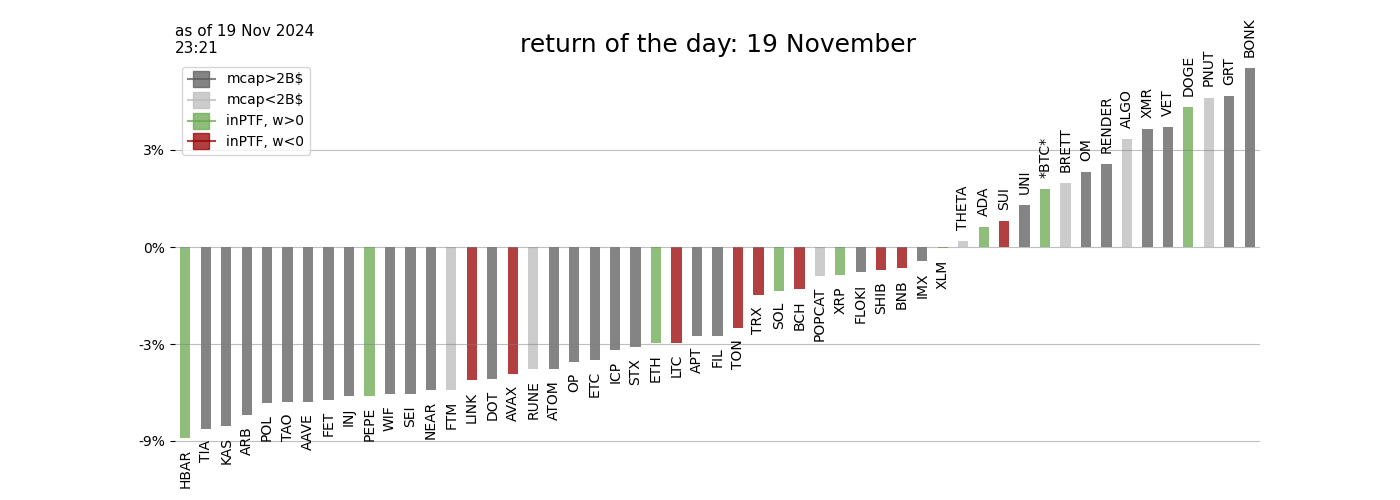 as of 19 Nov 2024
23:21
return of the day: 19 November
mcap>2B$
mcap<2B$
inPTF, w>0
inPTF, w<0
3%
0%
-3%
-9%
HBAR
TIA
KAS
ARB
POL
TAO
AAVE
FET
INJ
PEPE
WIF
SEI
NEAR
FTM
LINK
DOT
AVAX
RUNE
ATOM
OP
ETC
ICP
STX
ETH
LTC
APT
FIL
TON
TRX
SOL
BCH
POPCAT
XRP
FLOKI
SHIB
BNB
IMX
XLM
THETA
ADA
SUI
UNI
*BTC*
BRETT
OM
RENDER
ALGO
XMR
VET
DOGE
PNUT
GRT
BONK